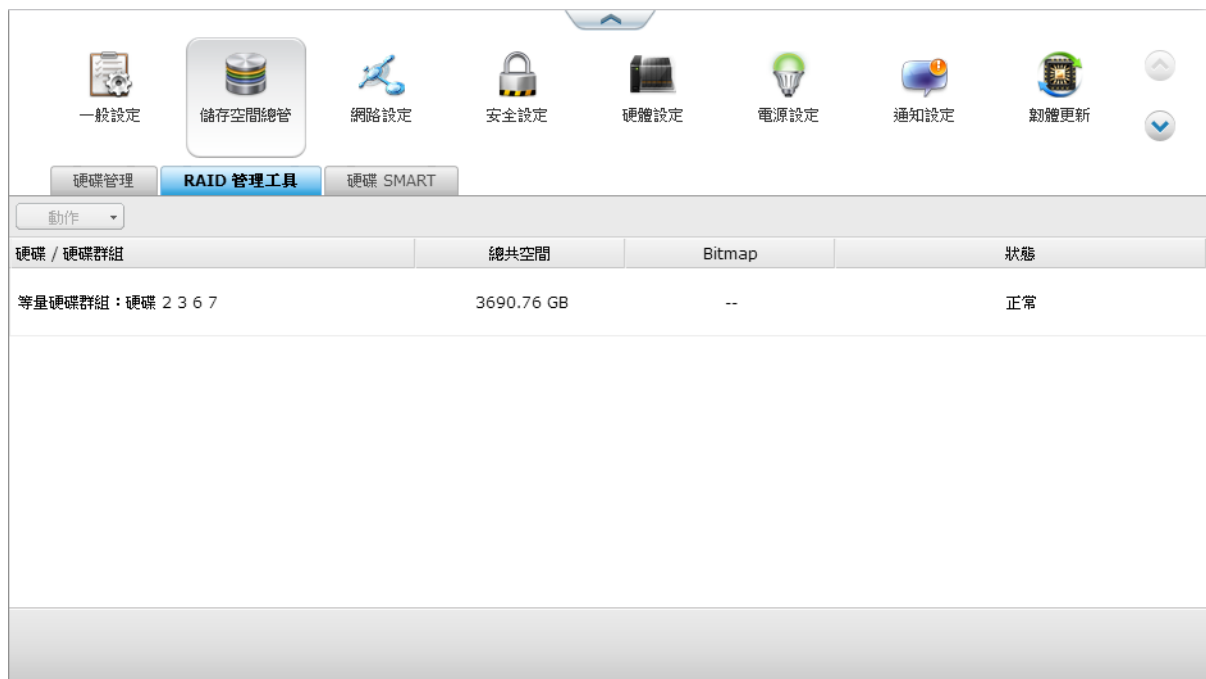 一般設定
儲存空間總管
網路設定
安全設定
硬體設定
電源設定
通知設定
韌體更新
硬碟管理
RAID 管理工具
硬碟 SMART
動作
硬碟 / 硬碟群組
總共空間
Bitmap
狀態
等量硬碟群組：硬碟 2 3 6 7
3690.76 GB
--
正常